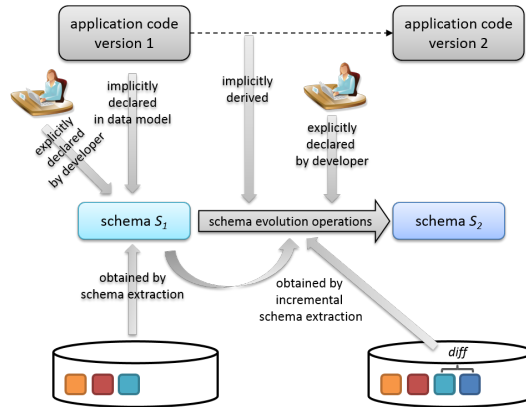 application code
version 1
application code
version 2
implicitly
declared
in data model
implicitly
derived
explicitly
declared
by developer
explicitly
declared
by developer
schema S1
schema evolution operations
schema S2
obtained by
schema extraction
obtained by
incremental
schema extraction
diff